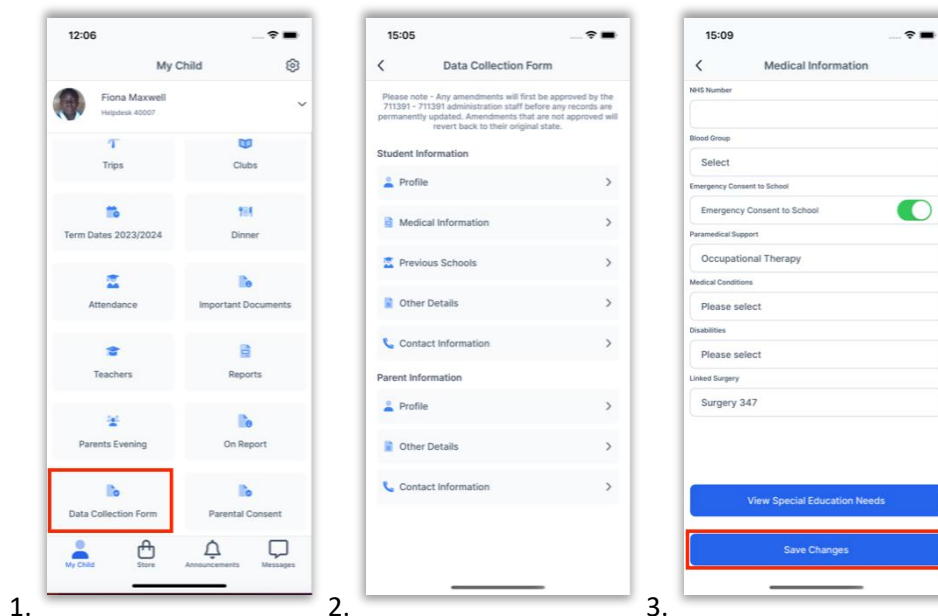 12:06
My Child
Fiona Maxwell
Helpdesk 40007
Trips
Clubs
Term Dates 2023/2024
Dinner
Attendance
Important Documents
Teachers
Reports
Parents Evening
On Report
Data Collection Form
Parental Consent
My Child
Store
Announcements
Messages
1.
15:05
Data Collection Form
Please note - Any amendments will first be approved by the
711391 - 711391 administration staff before any records are
permanently updated. Amendments that are not approved will
revert back to their original state.
Student Information
Profile
Medical Information
Previous Schools
Other Details
Contact Information
Parent Information
Profile
Other Details
Contact Information
2.
15:09
Medical Information
NHS Number
Blood Group
Select
Emergency Consent to School
Emergency Consent to School
Paramedical Support
Occupational Therapy
Medical Conditions
Please select
Disabilities
Please select
Linked Surgery
Surgery 347
View Special Education Needs
Save Changes
3.